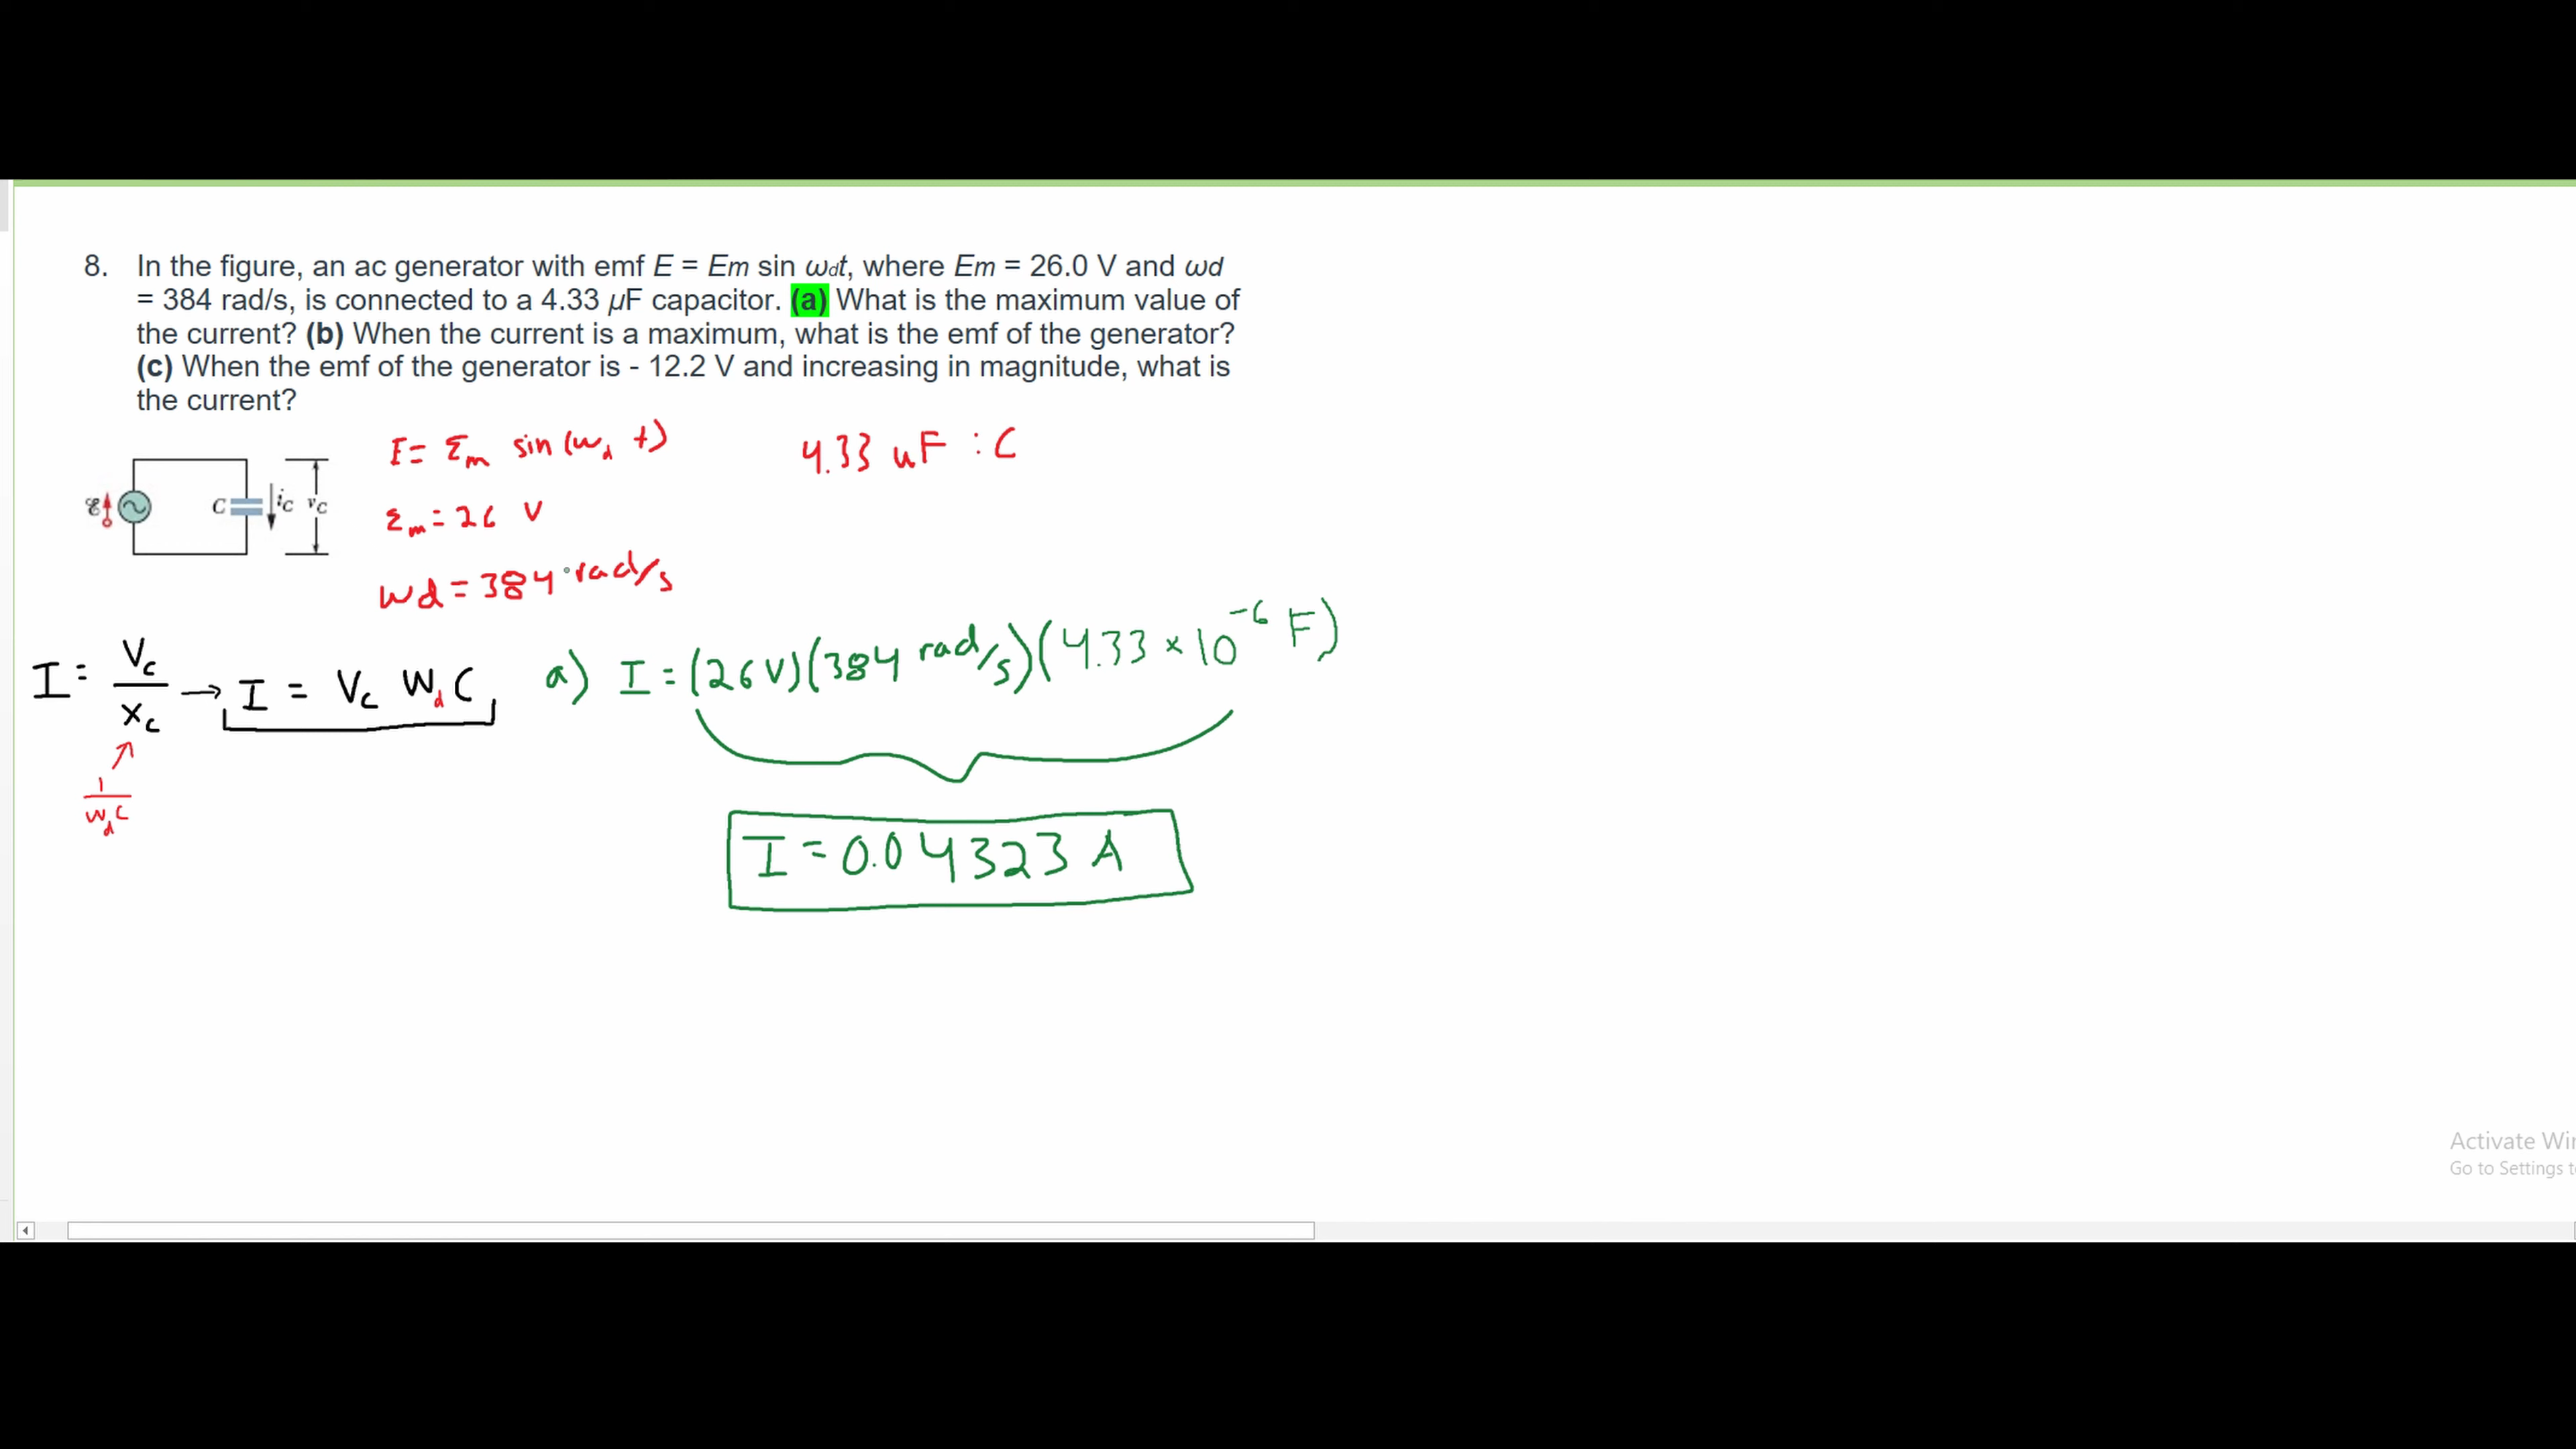 8. In the figure, an ac generator with emf E = Em sin ωdt, where Em = 26.0 V and ωd
= 384 rad/s, is connected to a 4.33 μF capacitor. (a) What is the maximum value of
the current? (b) When the current is a maximum, what is the emf of the generator?
(c) When the emf of the generator is - 12.2 V and increasing in magnitude, what is
the current?
E = Ɛm sin (wd t)
4.33 uF : C
ℰ C iC vC
Ɛm = 26 V
wd = 384 rad/s
I = Vc / Xc → I = Vc Wd C
1 / wd C
a) I = (26 V)(384 rad/s)(4.33 × 10⁻⁶ F)
I = 0.04323 A
Activate Wi
Go to Settings t